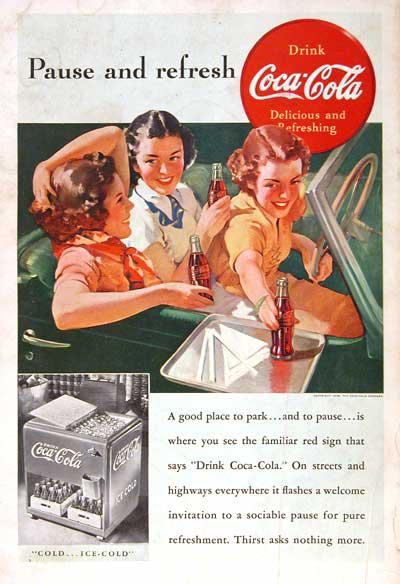 Pause and refresh
Drink
Coca-Cola
Delicious and
Refreshing
A good place to park...and to pause...is
where you see the familiar red sign that
says "Drink Coca-Cola." On streets and
highways everywhere it flashes a welcome
invitation to a sociable pause for pure
refreshment. Thirst asks nothing more.
DRINK
Coca-Cola
Coca-Cola
ICE COLD
"COLD...ICE-COLD"